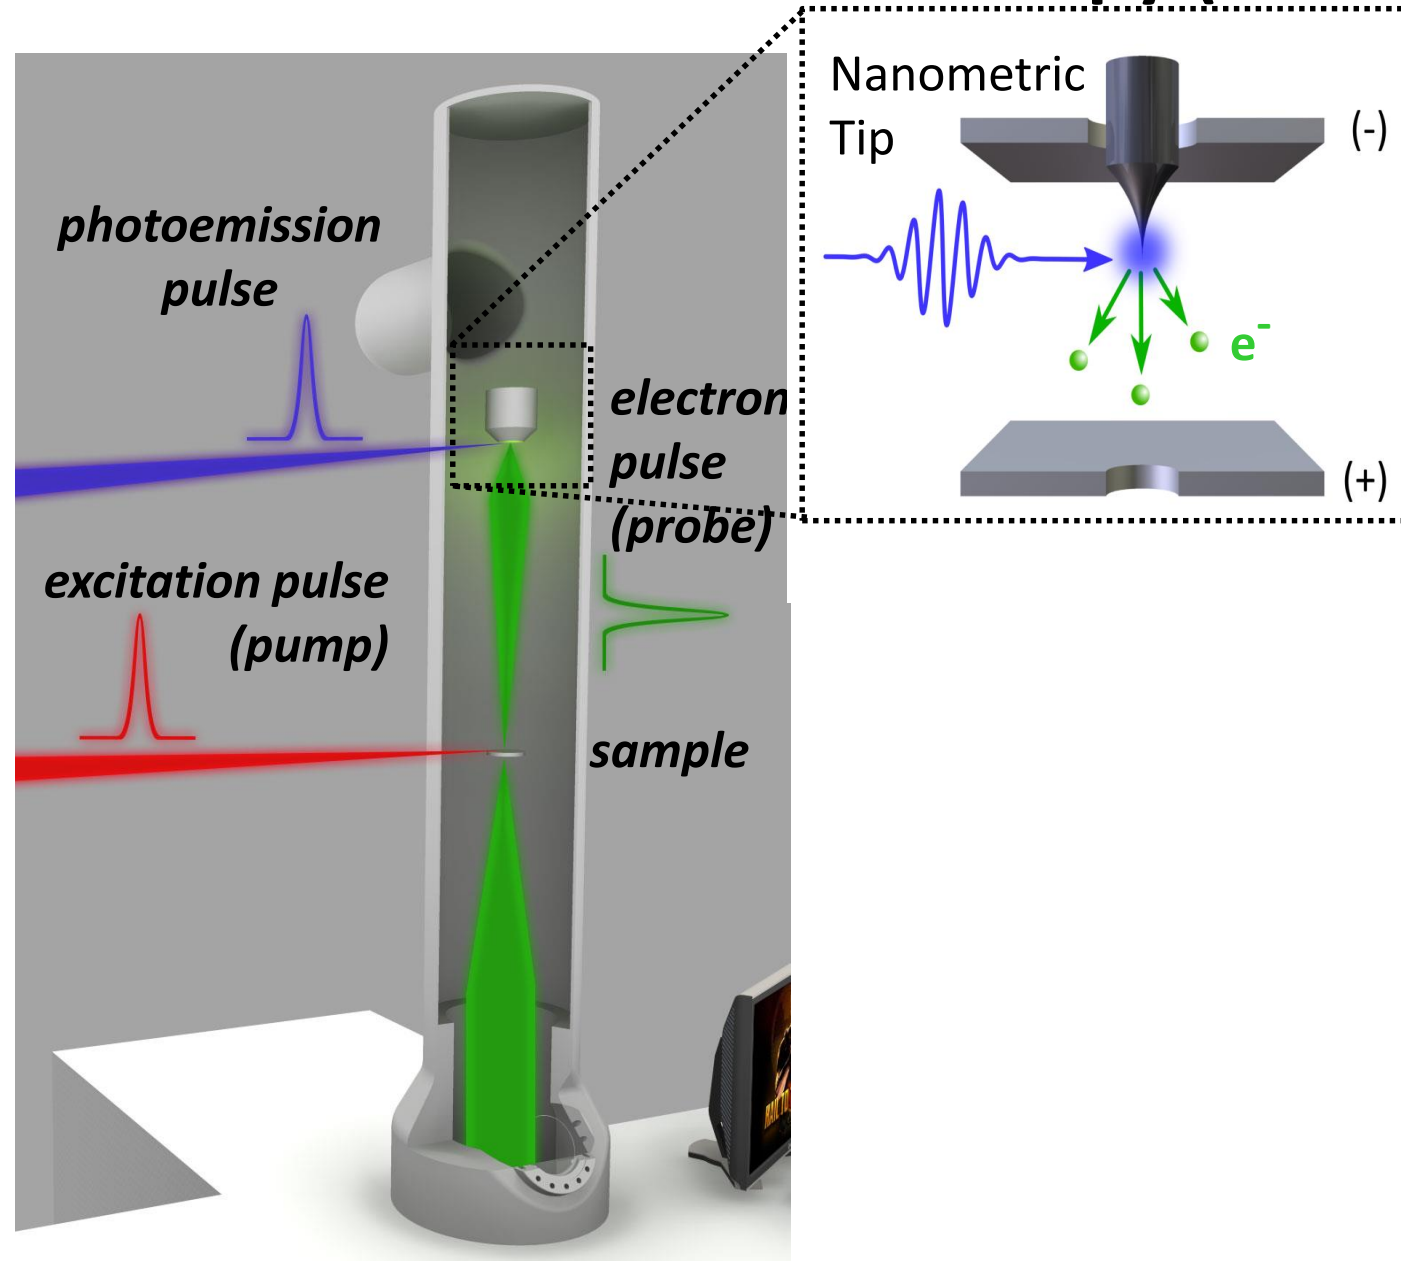 Nanometric
Tip
(-)
e-
(+)
photoemission
pulse
electron
pulse
(probe)
excitation pulse
(pump)
sample